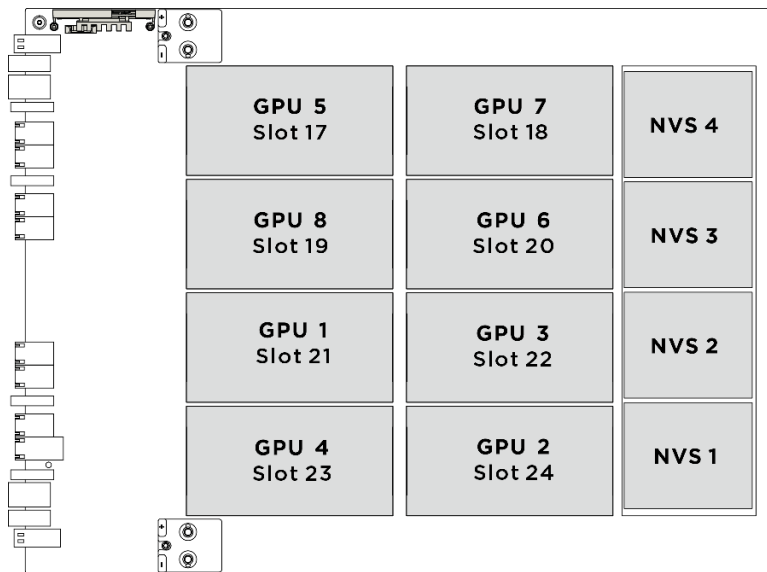 GPU 5
Slot 17
GPU 7
Slot 18
NVS 4
GPU 8
Slot 19
GPU 6
Slot 20
NVS 3
GPU 1
Slot 21
GPU 3
Slot 22
NVS 2
GPU 4
Slot 23
GPU 2
Slot 24
NVS 1